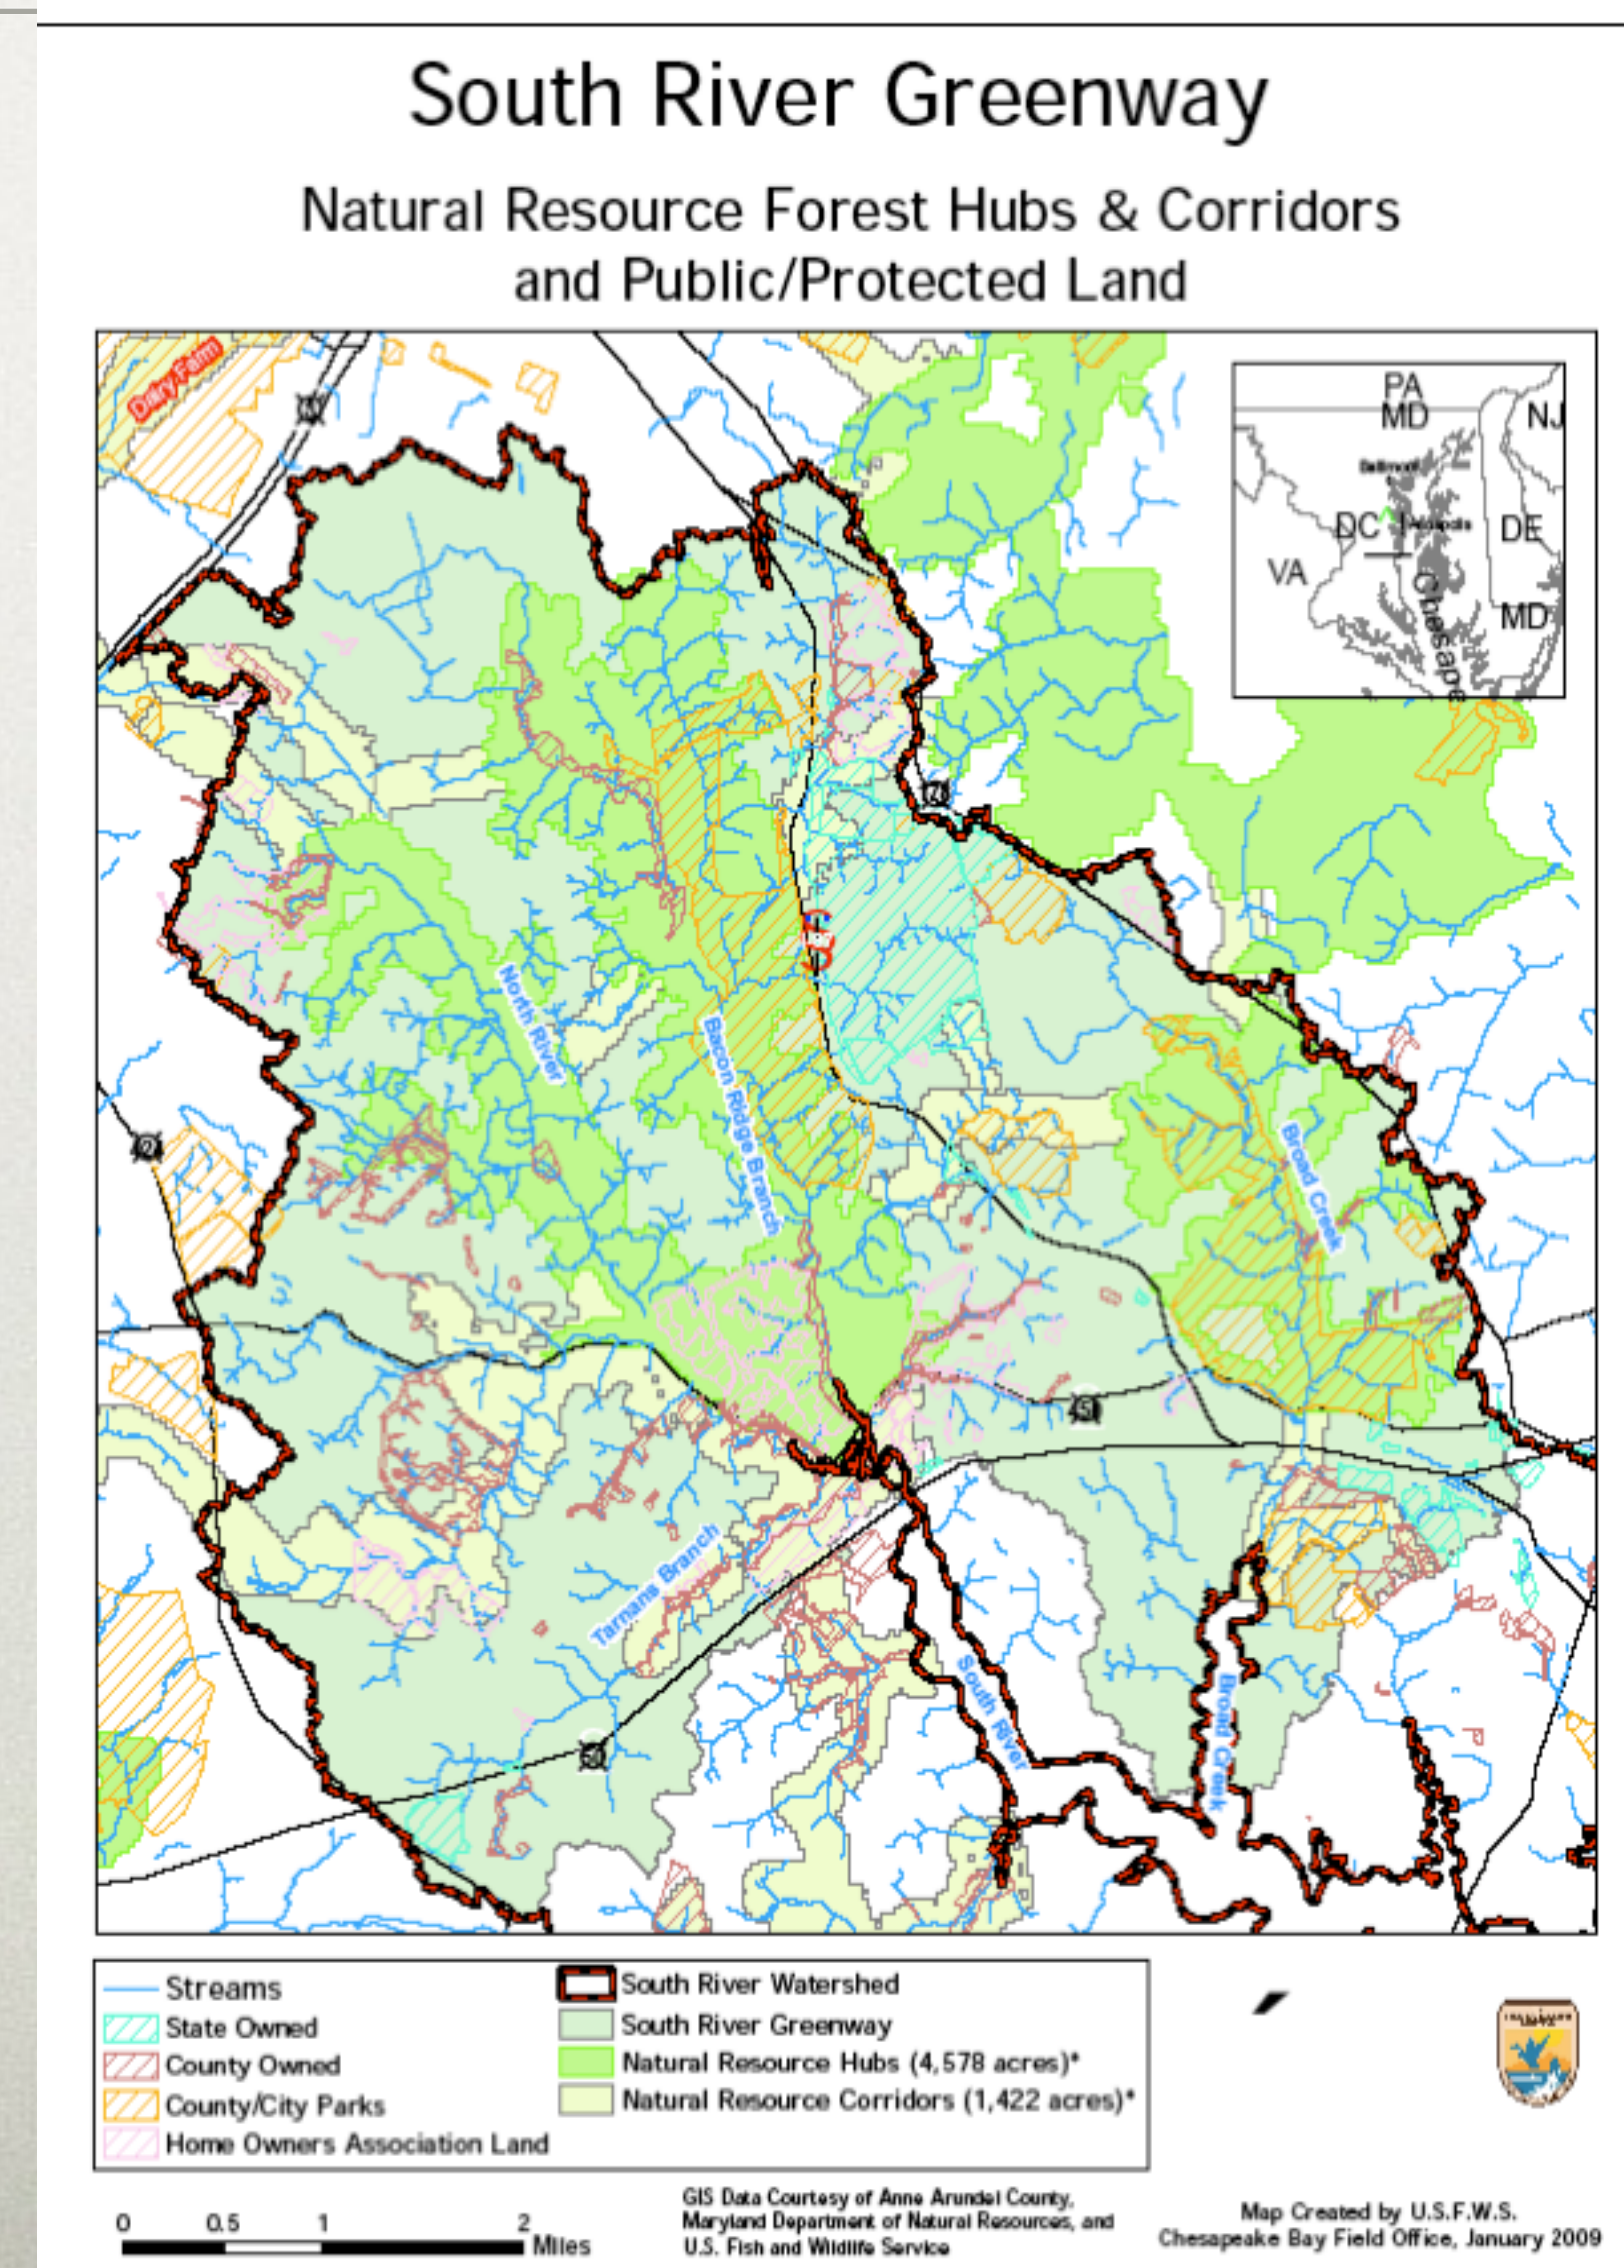 South River Greenway
Natural Resource Forest Hubs & Corridors
and Public/Protected Land
Dairy Farm
PA
MD
NJ
DC
DE
VA
MD
Chesape
North River
Bacon Ridge Branch
Broad Creek
Tarnans Branch
South River
Broad Creek
Streams
State Owned
County Owned
County/City Parks
Home Owners Association Land
South River Watershed
South River Greenway
Natural Resource Hubs (4,578 acres)*
Natural Resource Corridors (1,422 acres)*
0 0.5 1 2
Miles
GIS Data Courtesy of Anne Arundel County,
Maryland Department of Natural Resources, and
U.S. Fish and Wildlife Service
Map Created by U.S.F.W.S.
Chesapeake Bay Field Office, January 2009